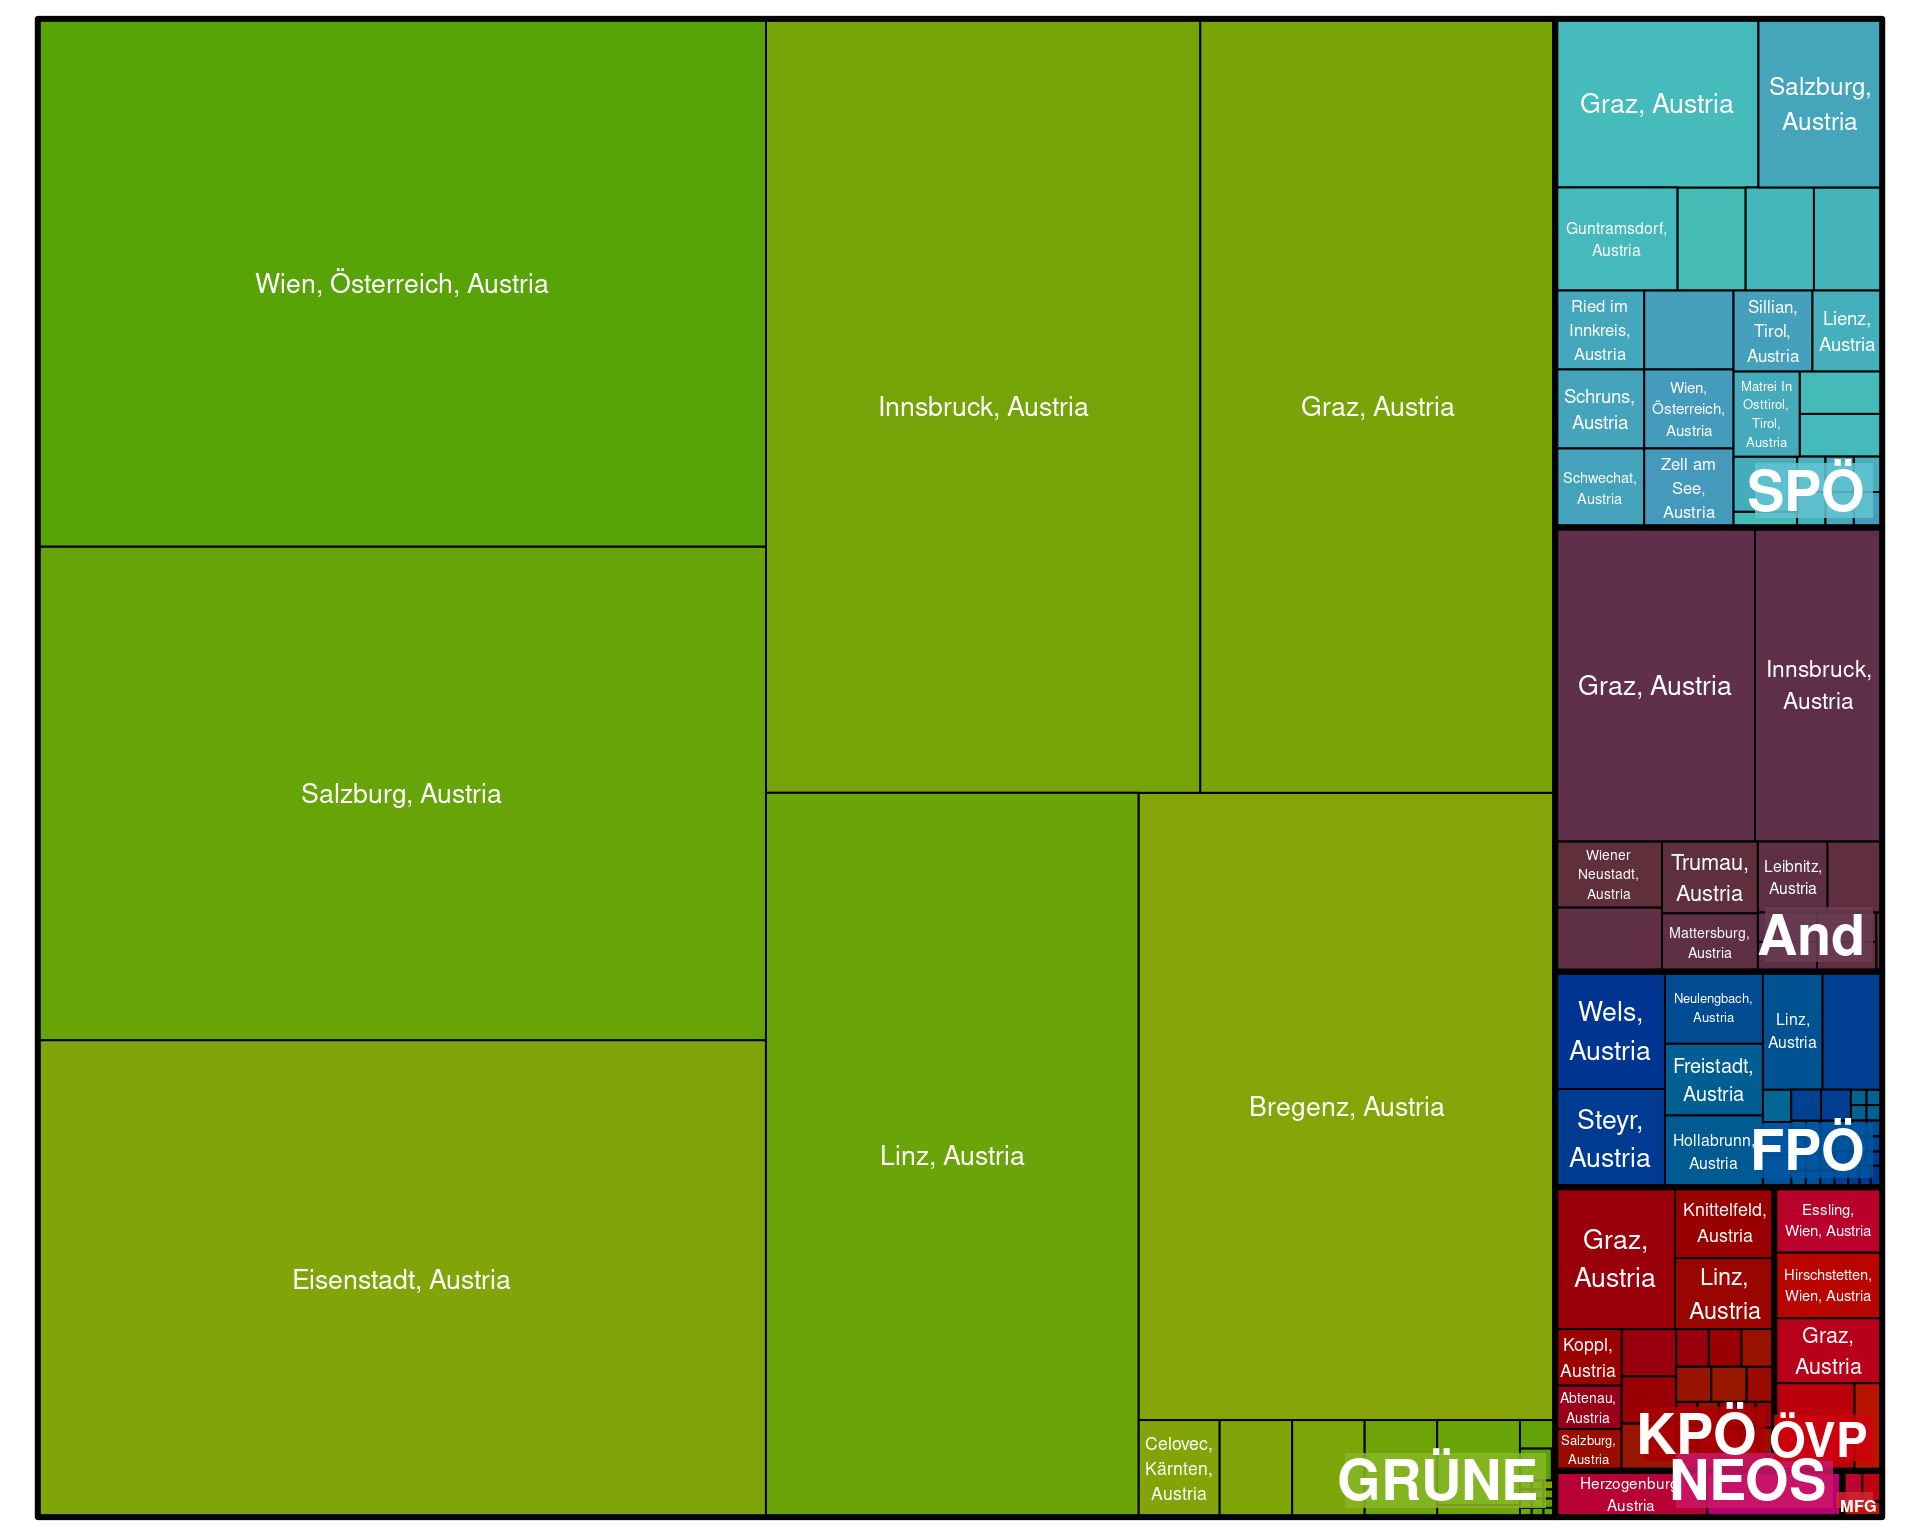 Wien, Österreich, Austria
Salzburg, Austria
Eisenstadt, Austria
Innsbruck, Austria
Graz, Austria
Linz, Austria
Bregenz, Austria
Celovec,
Kärnten,
Austria
GRÜNE
Graz, Austria
Salzburg,
Austria
Guntramsdorf,
Austria
Ried im
Innkreis,
Austria
Sillian,
Tirol,
Austria
Lienz,
Austria
Schruns,
Austria
Wien,
Österreich,
Austria
Matrei In
Osttirol,
Tirol,
Austria
Schwechat,
Austria
Zell am
See,
Austria
SPÖ
Graz, Austria
Innsbruck,
Austria
Wiener
Neustadt,
Austria
Trumau,
Austria
Leibnitz,
Austria
Mattersburg,
Austria
And
Wels,
Austria
Neulengbach,
Austria
Linz,
Austria
Freistadt,
Austria
Steyr,
Austria
Hollabrunn,
Austria
FPÖ
Graz,
Austria
Knittelfeld,
Austria
Linz,
Austria
Koppl,
Austria
Abtenau,
Austria
Salzburg,
Austria
KPÖ
Essling,
Wien, Austria
Hirschstetten,
Wien, Austria
Graz,
Austria
ÖVP
Herzogenburg
Austria
NEOS
MFG